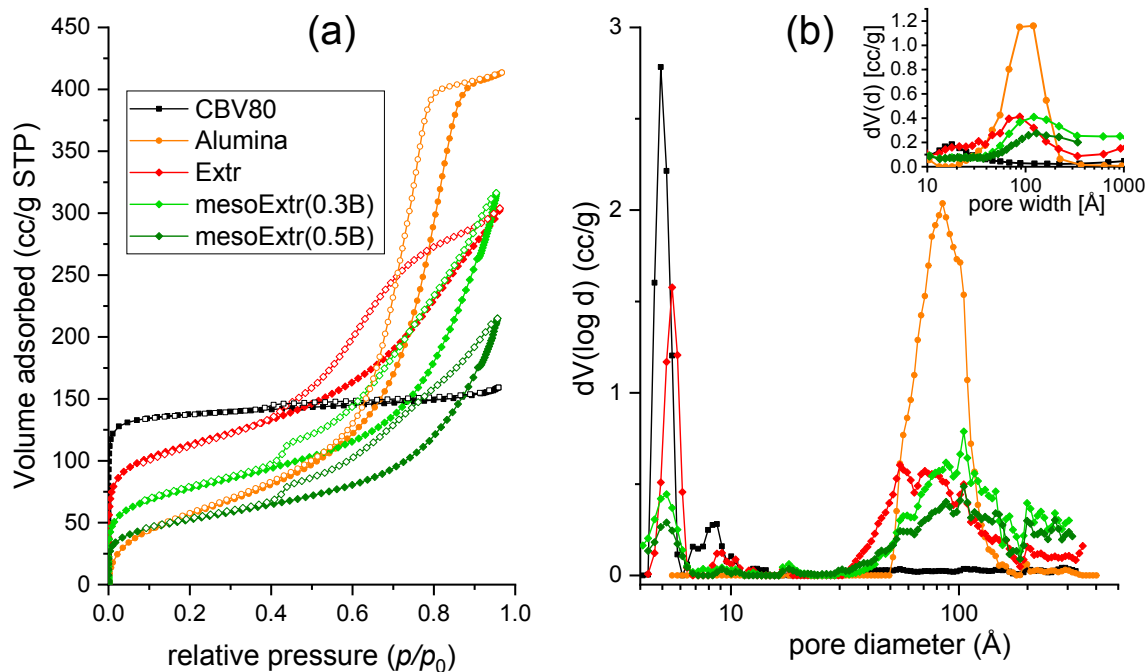 (a)
450
400
350
300
250
200
150
100
50
0
Volume adsorbed (cc/g STP)
CBV80
Alumina
Extr
mesoExtr(0.3B)
mesoExtr(0.5B)
0.0 0.2 0.4 0.6 0.8 1.0
relative pressure (p/p0)
(b)
3
2
1
0
dV(log d) (cc/g)
10 100
pore diameter (Å)
1.2
1.0
0.8
0.6
0.4
0.2
0.0
dV(d) [cc/g]
10 100 1000
pore width [Å]